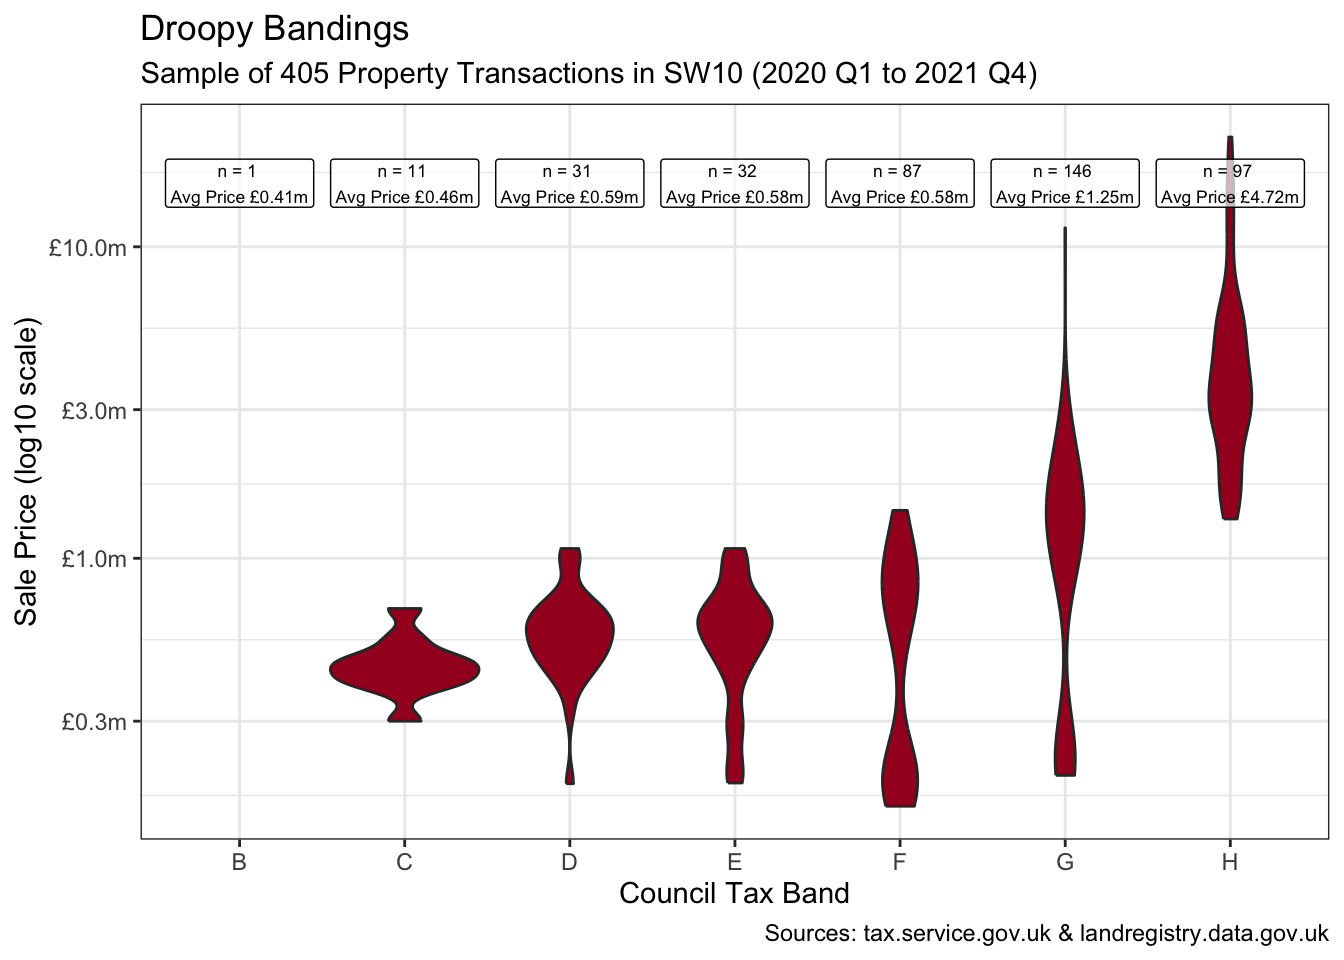 Droopy Bandings
Sample of 405 Property Transactions in SW10 (2020 Q1 to 2021 Q4)
n = 1
Avg Price £0.41m
n = 11
Avg Price £0.46m
n = 31
Avg Price £0.59m
n = 32
Avg Price £0.58m
n = 87
Avg Price £0.58m
n = 146
Avg Price £1.25m
n = 97
Avg Price £4.72m
Sale Price (log10 scale)
£10.0m
£3.0m
£1.0m
£0.3m
B C D E F G H
Council Tax Band
Sources: tax.service.gov.uk & landregistry.data.gov.uk